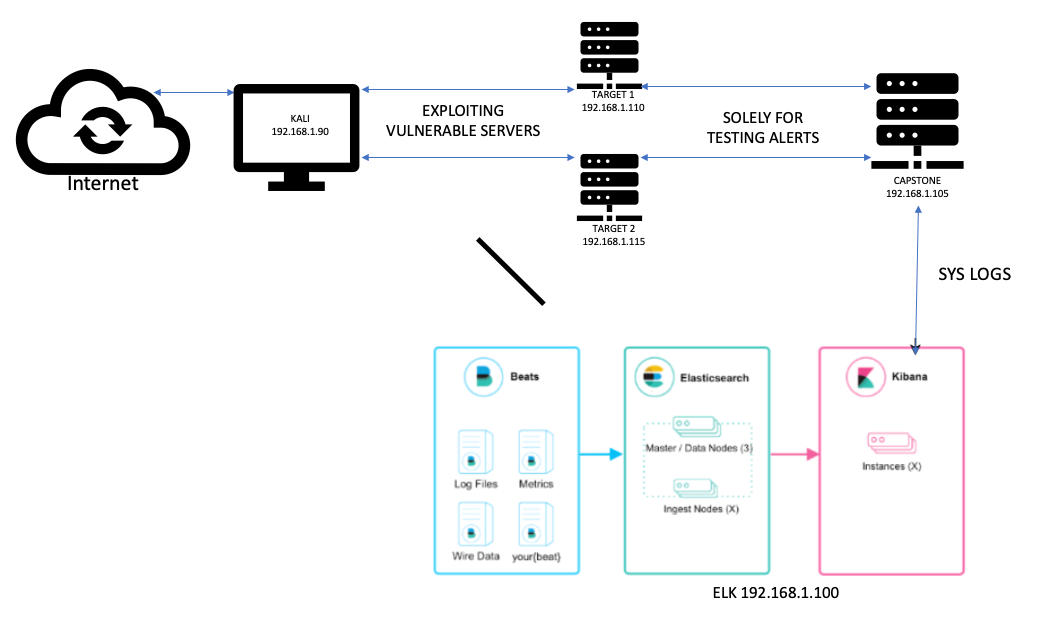 Internet
KALI
192.168.1.90
EXPLOITING
VULNERABLE SERVERS
TARGET 1
192.168.1.110
TARGET 2
192.168.1.115
SOLELY FOR
TESTING ALERTS
CAPSTONE
192.168.1.105
SYS LOGS
Beats
Log Files
Metrics
Wire Data
your{beat}
Elasticsearch
Master / Data Nodes (3)
Ingest Nodes (X)
Kibana
Instances (X)
ELK 192.168.1.100